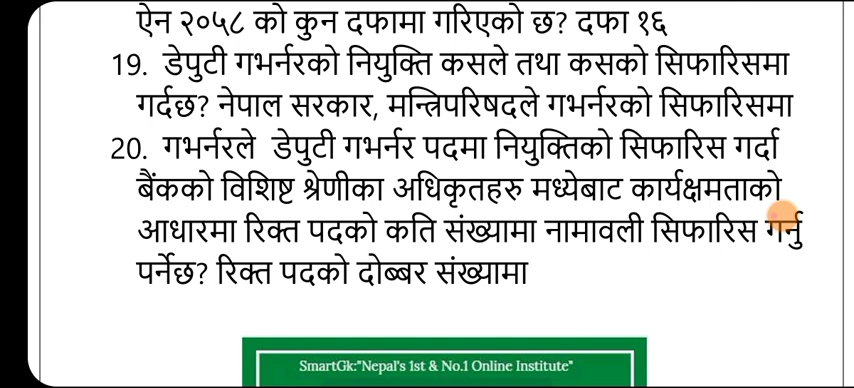 ऐन २०५८ को कुन दफामा गरिएको छ? दफा १६
19. डेपुटी गभर्नरको नियुक्ति कसले तथा कसको सिफारिसमा
गर्दछ? नेपाल सरकार, मन्त्रिपरिषदले गभर्नरको सिफारिसमा
20. गभर्नरले डेपुटी गभर्नर पदमा नियुक्तिको सिफारिस गर्दा
बैंकको विशिष्ट श्रेणीका अधिकृतहरु मध्येबाट कार्यक्षमताको
आधारमा रिक्त पदको कति संख्यामा नामावली सिफारिस गर्नु
पर्नेछ? रिक्त पदको दोब्बर संख्यामा
SmartGk:"Nepal's 1st & No.1 Online Institute"